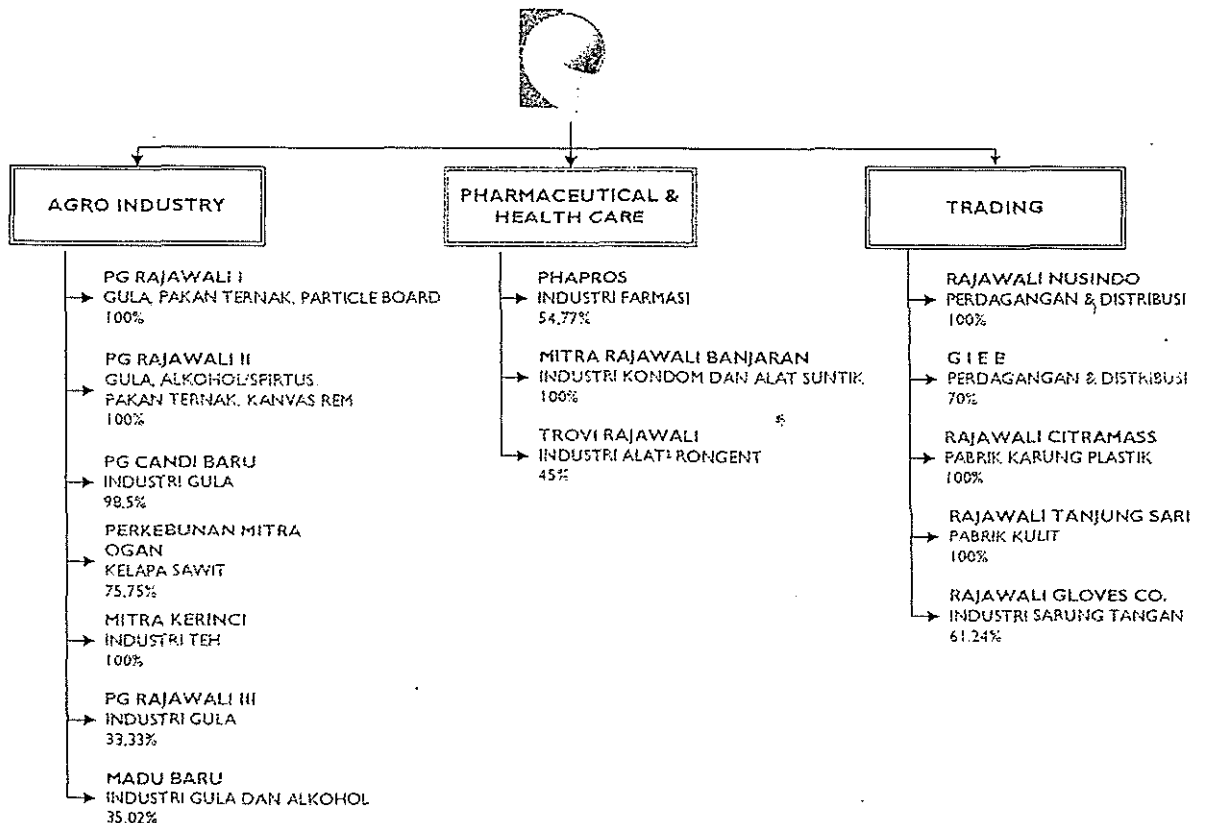 AGRO INDUSTRY
PG RAJAWALI I
GULA, PAKAN TERNAK, PARTICLE BOARD
100%
PG RAJAWALI II
GULA, ALKOHOL/SPIRTUS,
PAKAN TERNAK, KANVAS REM
100%
PG CANDI BARU
INDUSTRI GULA
98,5%
PERKEBUNAN MITRA
OGAN
KELAPA SAWIT
75,75%
MITRA KERINCI
INDUSTRI TEH
100%
PG RAJAWALI III
INDUSTRI GULA
33,33%
MADU BARU
INDUSTRI GULA DAN ALKOHOL
35,02%
PHARMACEUTICAL &
HEALTH CARE
PHAPROS
INDUSTRI FARMASI
54,77%
MITRA RAJAWALI BANJARAN
INDUSTRI KONDOM DAN ALAT SUNTIK
100%
TROVI RAJAWALI
INDUSTRI ALAT² RONGENT
45%
TRADING
RAJAWALI NUSINDO
PERDAGANGAN & DISTRIBUSI
100%
G I E B
PERDAGANGAN & DISTRIBUSI
70%
RAJAWALI CITRAMASS
PABRIK KARUNG PLASTIK
100%
RAJAWALI TANJUNG SARI
PABRIK KULIT
100%
RAJAWALI GLOVES CO.
INDUSTRI SARUNG TANGAN
61,24%